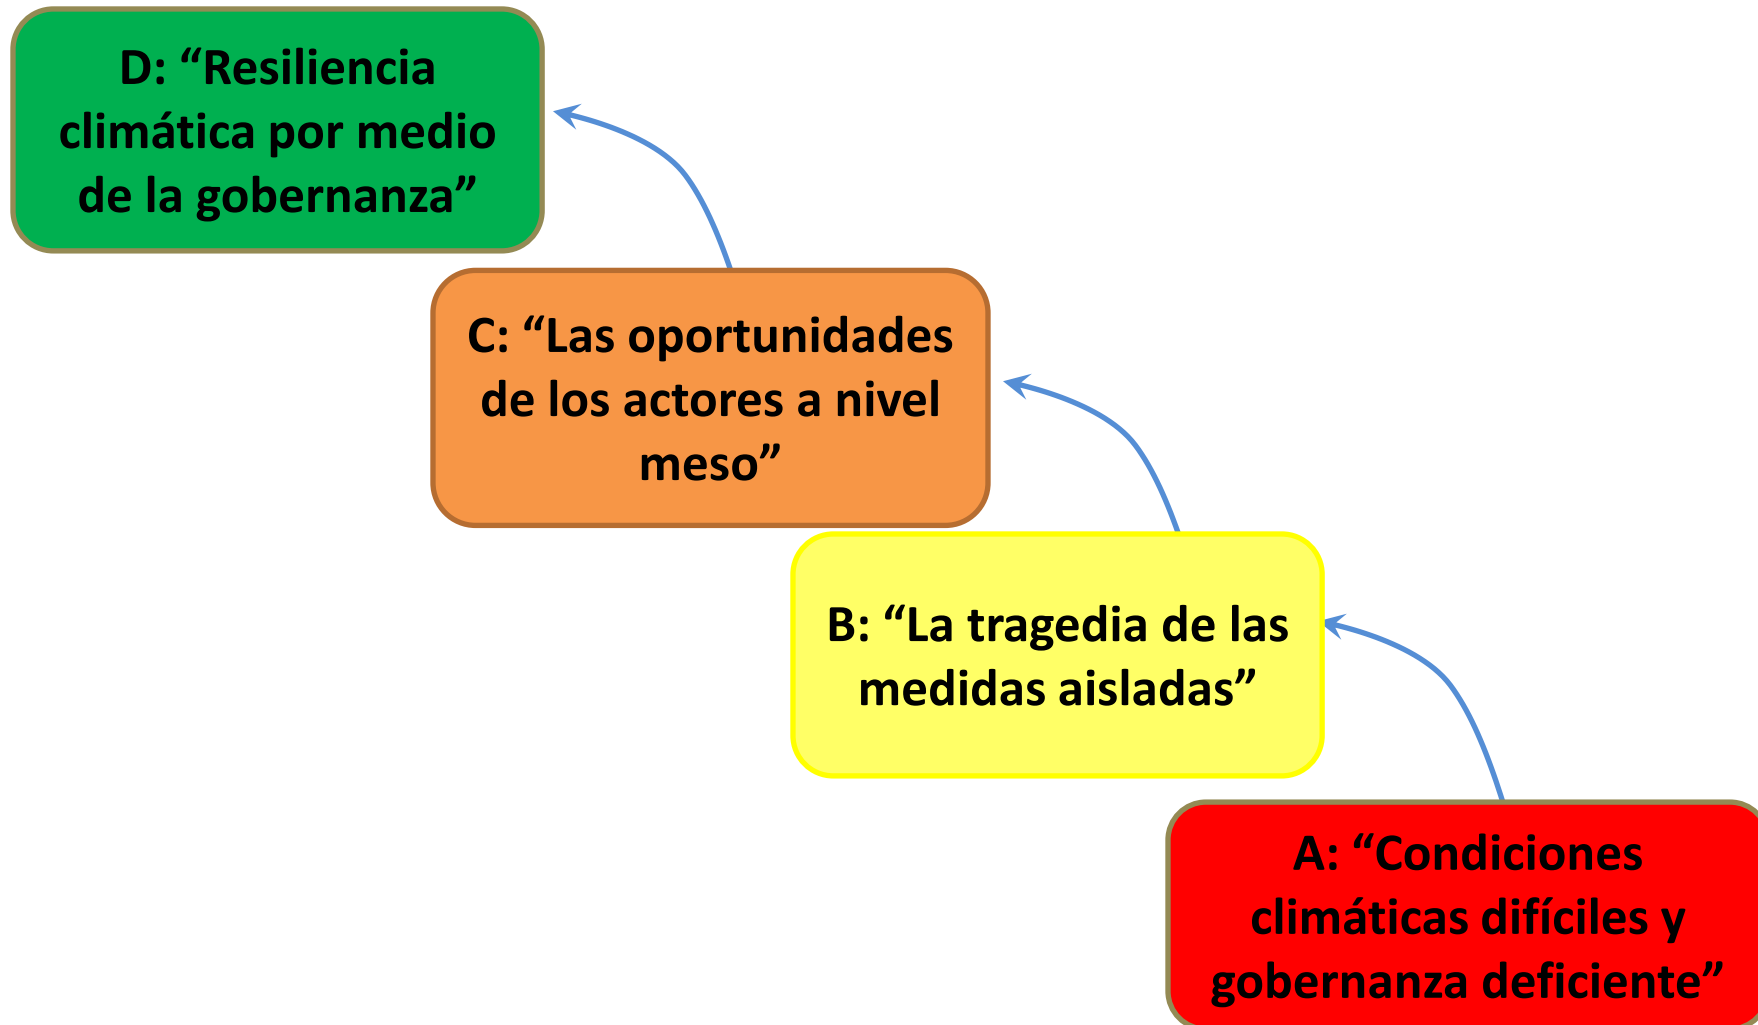 D: “Resiliencia
climática por medio
de la gobernanza”
C: “Las oportunidades
de los actores a nivel
meso”
B: “La tragedia de las
medidas aisladas”
A: “Condiciones
climáticas difíciles y
gobernanza deficiente”